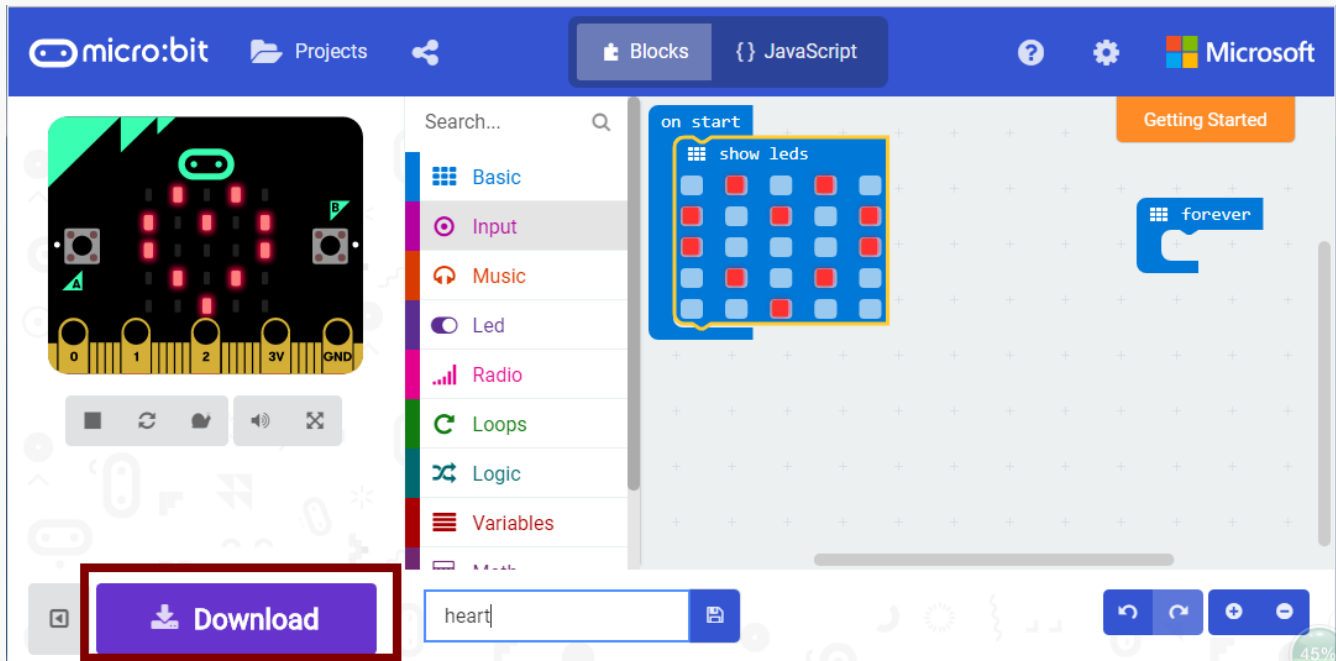 micro:bit Projects Blocks {} JavaScript ? Microsoft
Search...
Basic
Input
Music
Led
Radio
Loops
Logic
Variables
Math
on start
show leds
Getting Started
forever
B
A
0 1 2 3V GND
Download
heart
45%